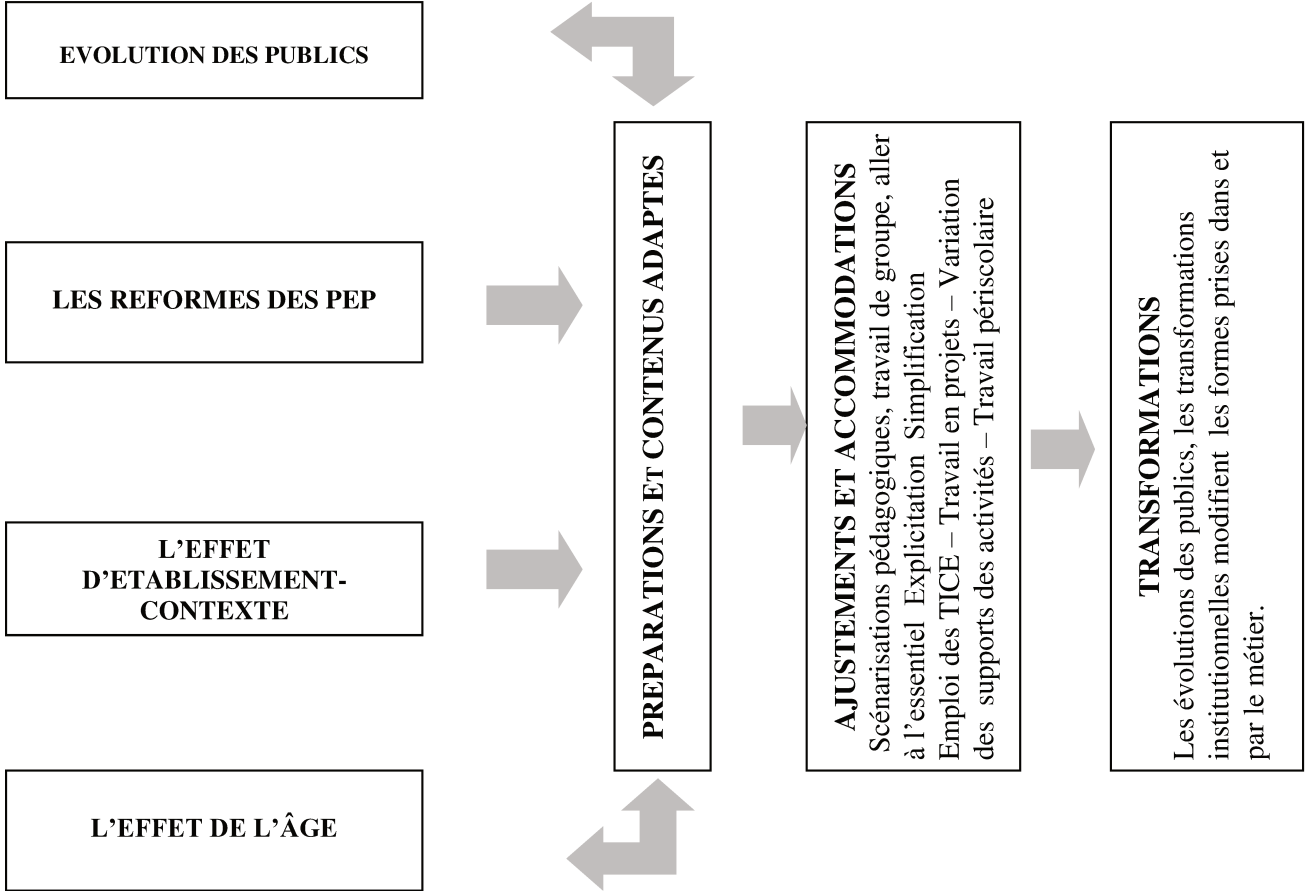 EVOLUTION DES PUBLICS
LES REFORMES DES PEP
L’EFFET
D’ETABLISSEMENT-
CONTEXTE
L’EFFET DE L’ÂGE
PREPARATIONS ET CONTENUS ADAPTES
AJUSTEMENTS ET ACCOMMODATIONS
Scénarisations pédagogiques, travail de groupe, aller
à l’essentiel Explicitation Simplification
Emploi des TICE – Travail en projets – Variation
des supports des activités – Travail périscolaire
TRANSFORMATIONS
Les évolutions des publics, les transformations
institutionnelles modifient les formes prises dans et
par le métier.